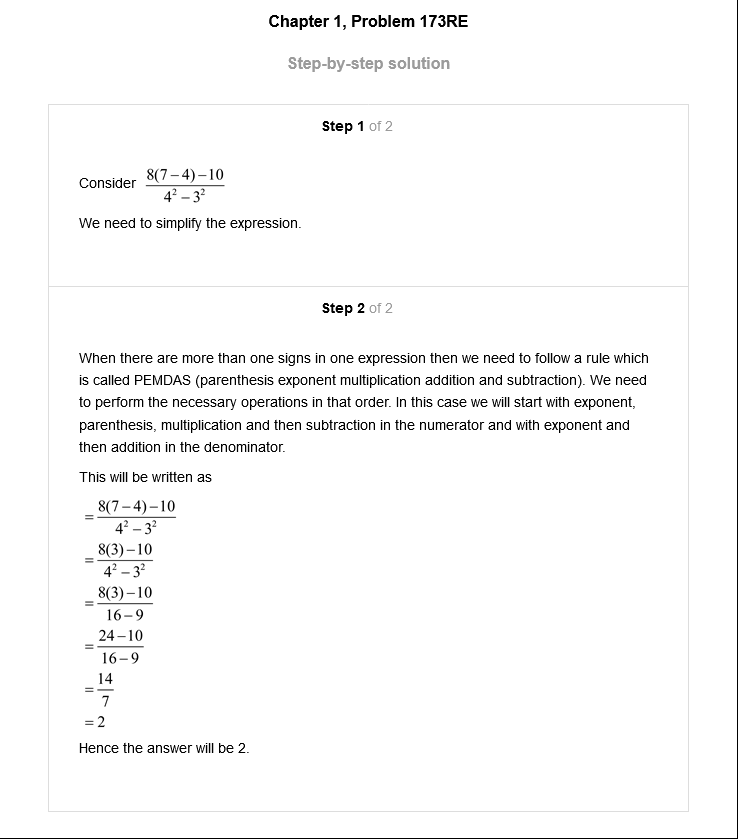 Chapter 1, Problem 173RE
Step-by-step solution
Step 1 of 2
Consider \frac{8(7-4)-10}{4^2-3^2}
We need to simplify the expression.
Step 2 of 2
When there are more than one signs in one expression then we need to follow a rule which
is called PEMDAS (parenthesis exponent multiplication addition and subtraction). We need
to perform the necessary operations in that order. In this case we will start with exponent,
parenthesis, multiplication and then subtraction in the numerator and with exponent and
then addition in the denominator.
This will be written as
= \frac{8(7-4)-10}{4^2-3^2}
= \frac{8(3)-10}{4^2-3^2}
= \frac{8(3)-10}{16-9}
= \frac{24-10}{16-9}
= \frac{14}{7}
= 2
Hence the answer will be 2.